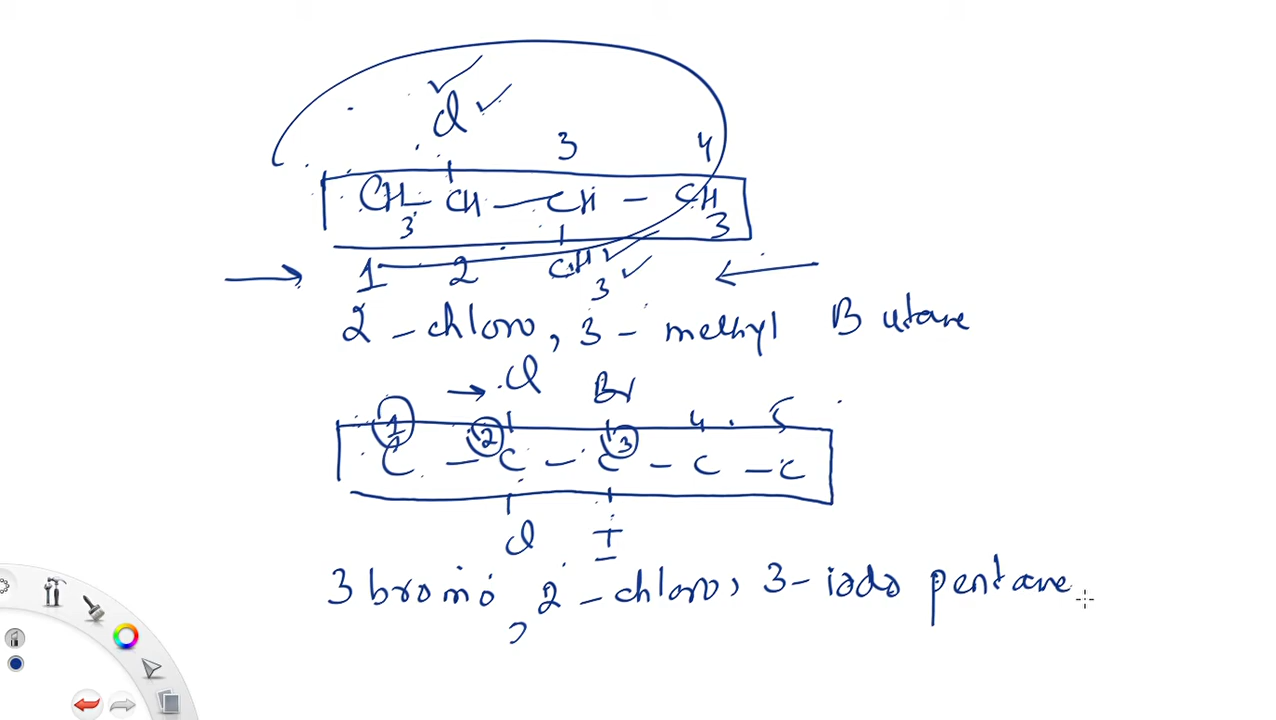 Cl
3 4
CH3 - CH - CH - CH3
1 2 CH3
2 - chloro, 3 - methyl Butane
Cl Br
1 2 3 4 5
C - C - C - C - C
Cl I
3 bromo, 2 - chloro, 3 - iodo pentane